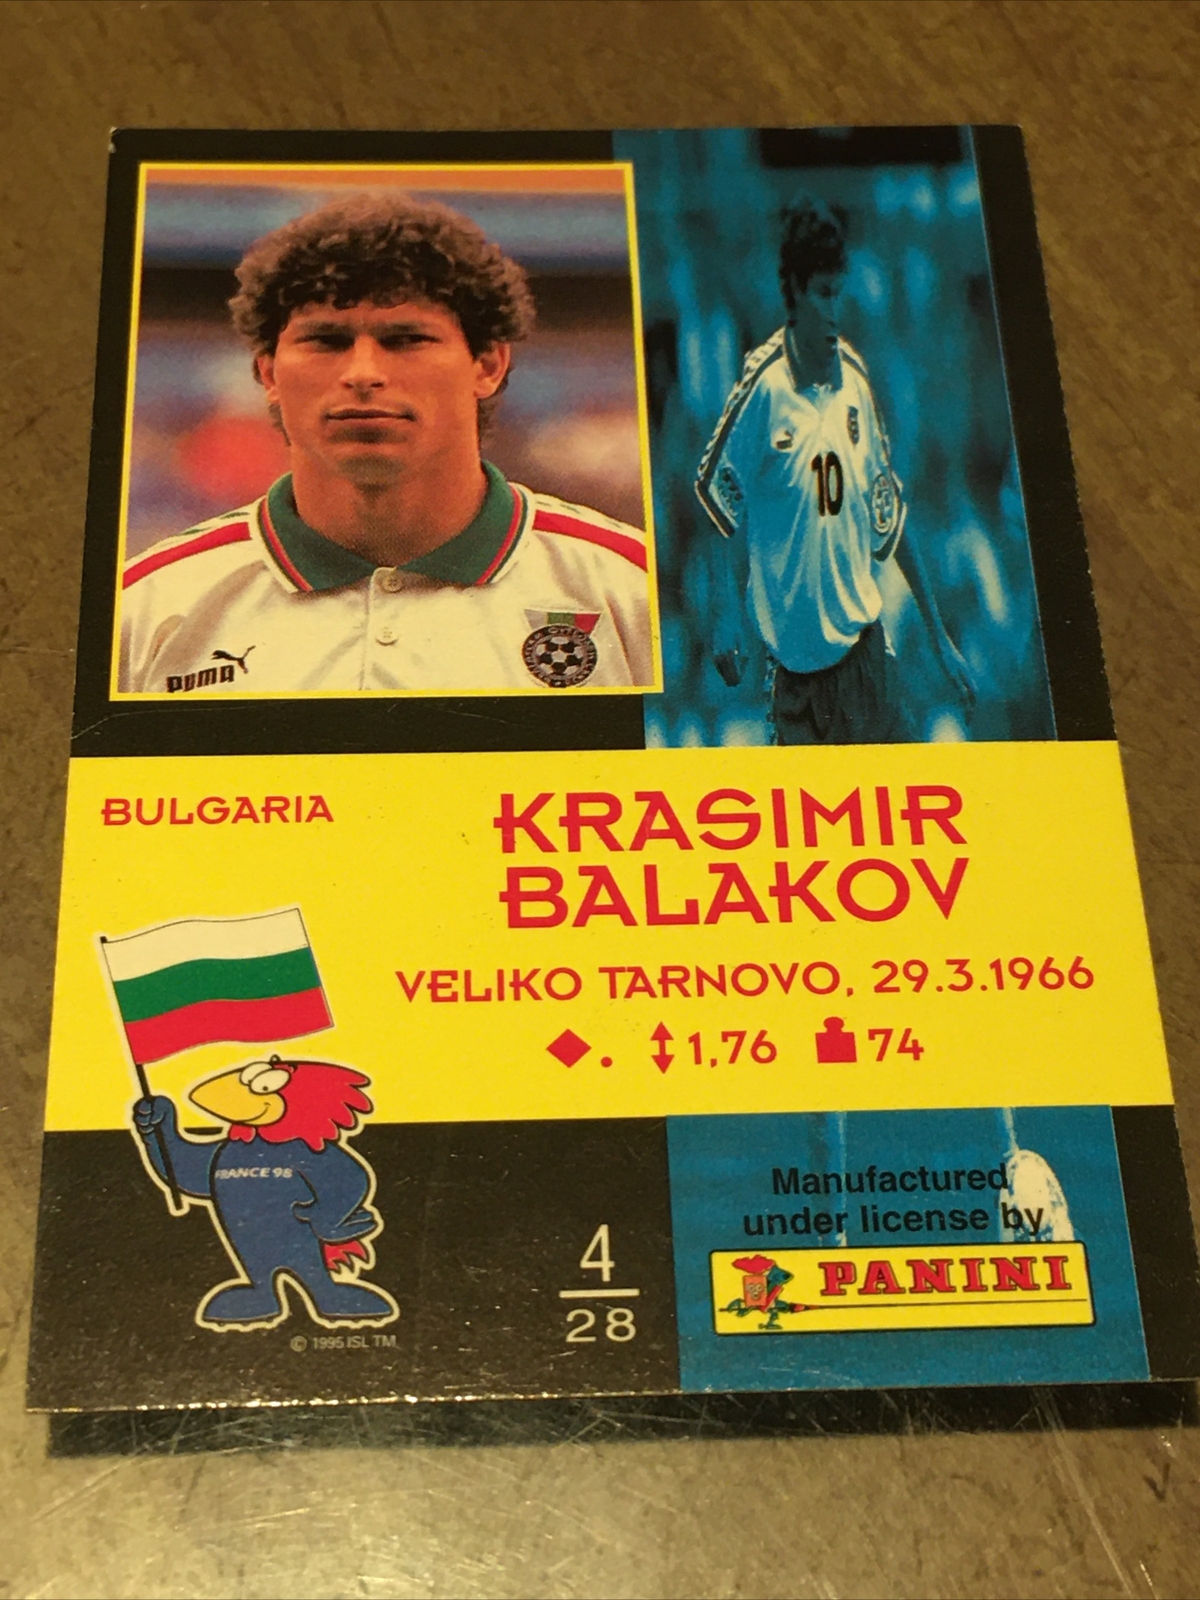 10
PUMA
BULGARIA
KRASIMIR
BALAKOV
VELIKO TARNOVO, 29.3.1966
. 1,76 74
FRANCE 98
4
28
© 1995 ISL TM
Manufactured
under license by
PANINI